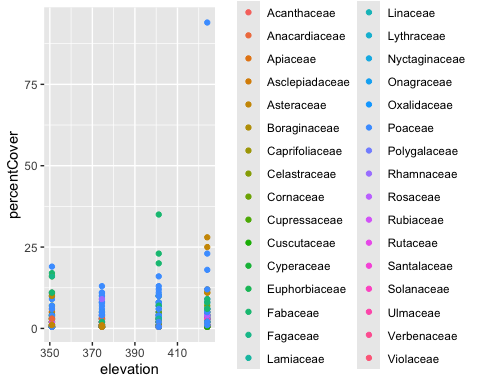 percentCover
75
50
25
0
350
370
390
410
elevation
Acanthaceae
Anacardiaceae
Apiaceae
Asclepiadaceae
Asteraceae
Boraginaceae
Caprifoliaceae
Celastraceae
Cornaceae
Cupressaceae
Cuscutaceae
Cyperaceae
Euphorbiaceae
Fabaceae
Fagaceae
Lamiaceae
Linaceae
Lythraceae
Nyctaginaceae
Onagraceae
Oxalidaceae
Poaceae
Polygalaceae
Rhamnaceae
Rosaceae
Rubiaceae
Rutaceae
Santalaceae
Solanaceae
Ulmaceae
Verbenaceae
Violaceae